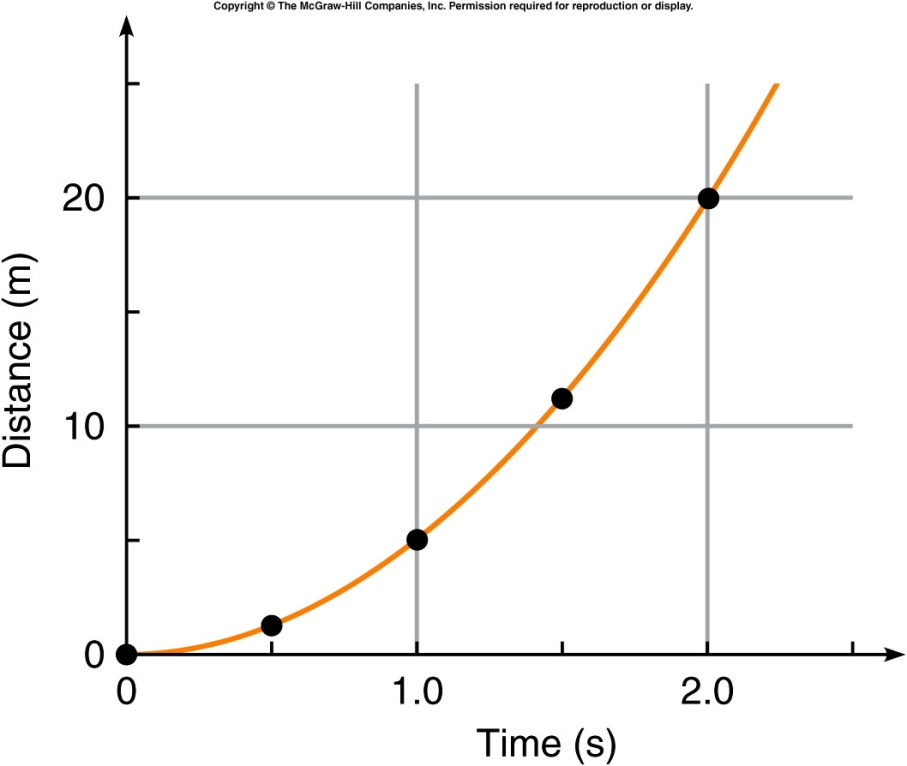 Copyright © The McGraw-Hill Companies, Inc. Permission required for reproduction or display.
20
10
0
Distance (m)
0 1.0 2.0
Time (s)